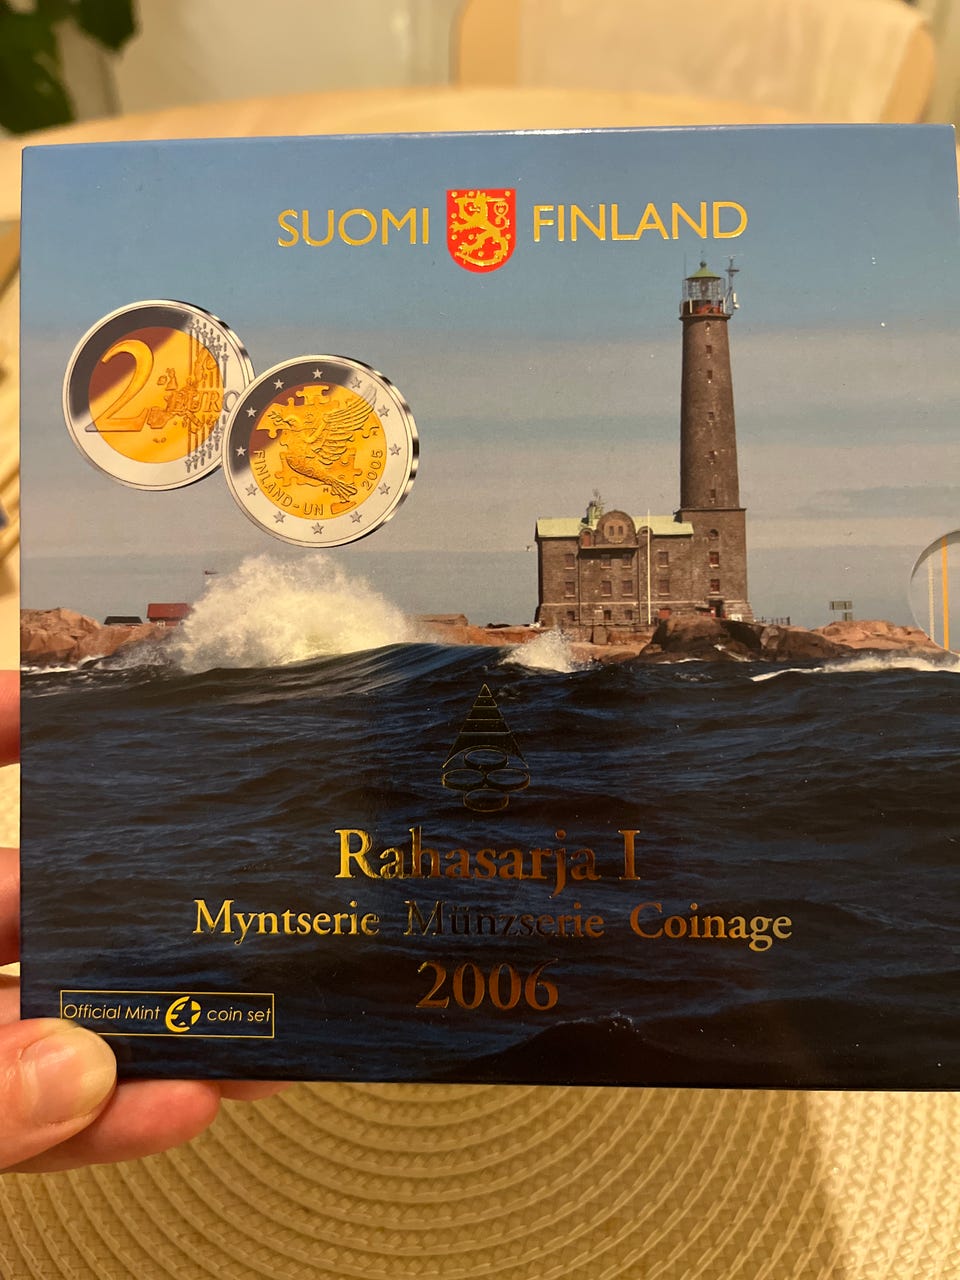 SUOMI FINLAND
2 EURO
FINLAND - UN 2005
Rahasarja I
Myntserie Münzserie Coinage
2006
Official Mint coin set